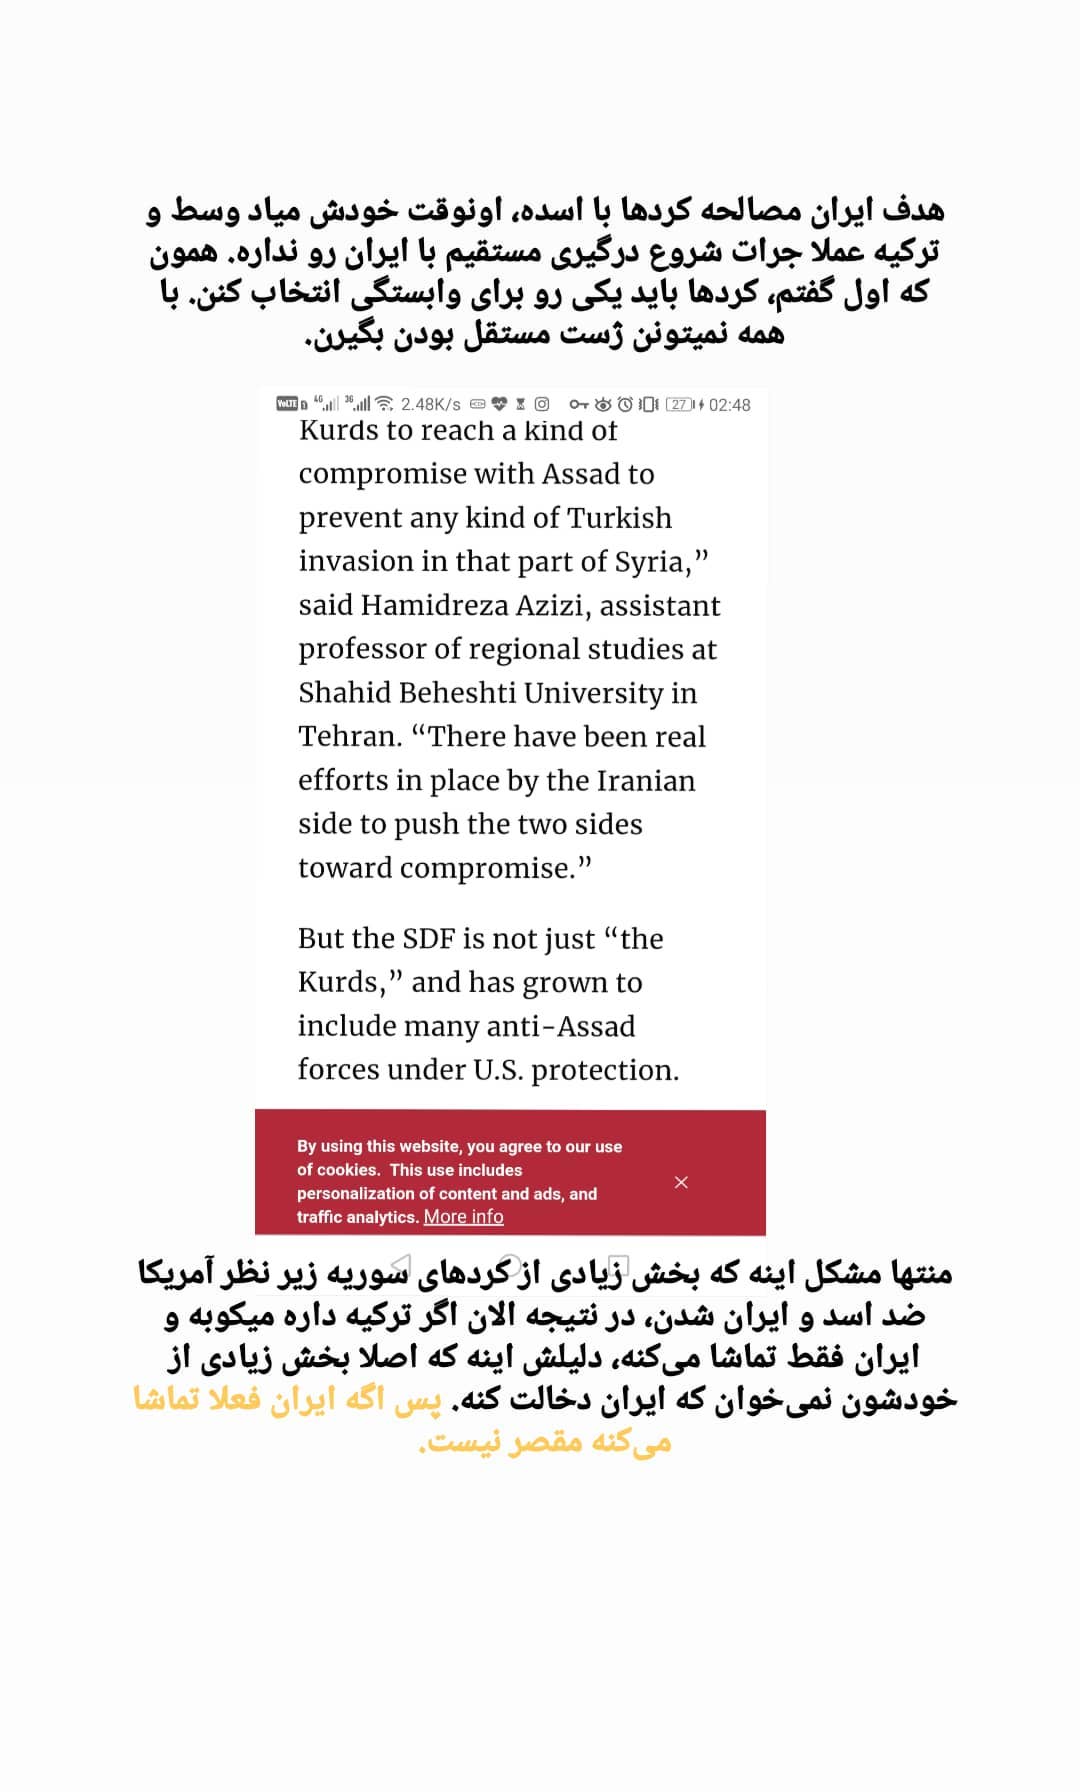 هدف ایران مصالحه کردها با اسده، اونوقت خودش میاد وسط و
ترکیه عملا جرات شروع درگیری مستقیم با ایران رو نداره. همون
که اول گفتم، کردها باید یکی رو برای وابستگی انتخاب کنن. با
همه نمیتونن ژست مستقل بودن بگیرن.
VoLTE 4G 3G 2.48K/s 27 02:48
Kurds to reach a kind of
compromise with Assad to
prevent any kind of Turkish
invasion in that part of Syria,”
said Hamidreza Azizi, assistant
professor of regional studies at
Shahid Beheshti University in
Tehran. “There have been real
efforts in place by the Iranian
side to push the two sides
toward compromise.”
But the SDF is not just “the
Kurds,” and has grown to
include many anti-Assad
forces under U.S. protection.
By using this website, you agree to our use
of cookies. This use includes
personalization of content and ads, and
traffic analytics. More info
منتها مشکل اینه که بخش زیادی از کردهای سوریه زیر نظر آمریکا
ضد اسد و ایران شدن، در نتیجه الان اگر ترکیه داره میکوبه و
ایران فقط تماشا می‌کنه، دلیلش اینه که اصلا بخش زیادی از
خودشون نمی‌خوان که ایران دخالت کنه. پس اگه ایران فعلا تماشا
می‌کنه مقصر نیست.